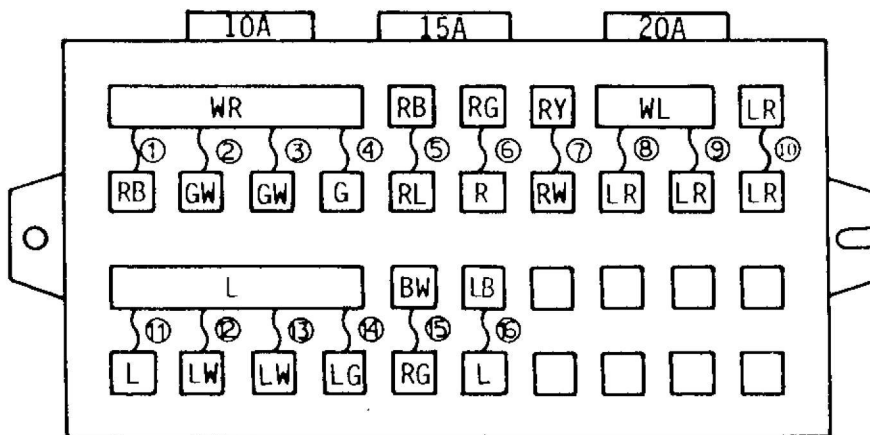 10A 15A 20A
WR RB RG RY WL LR
① ② ③ ④ ⑤ ⑥ ⑦ ⑧ ⑨ ⑩
RB GW GW G RL R RW LR LR LR
L BW LB
⑪ ⑫ ⑬ ⑭ ⑮ ⑯
L LW LW LG RG L